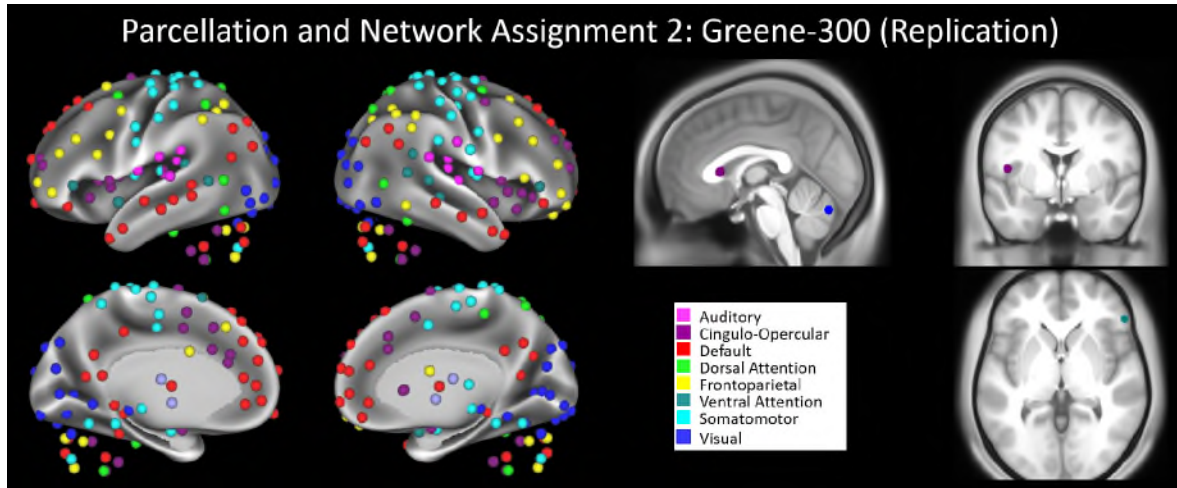 Parcellation and Network Assignment 2: Greene-300 (Replication)
Auditory
Cingulo-Opercular
Default
Dorsal Attention
Frontoparietal
Ventral Attention
Somatomotor
Visual